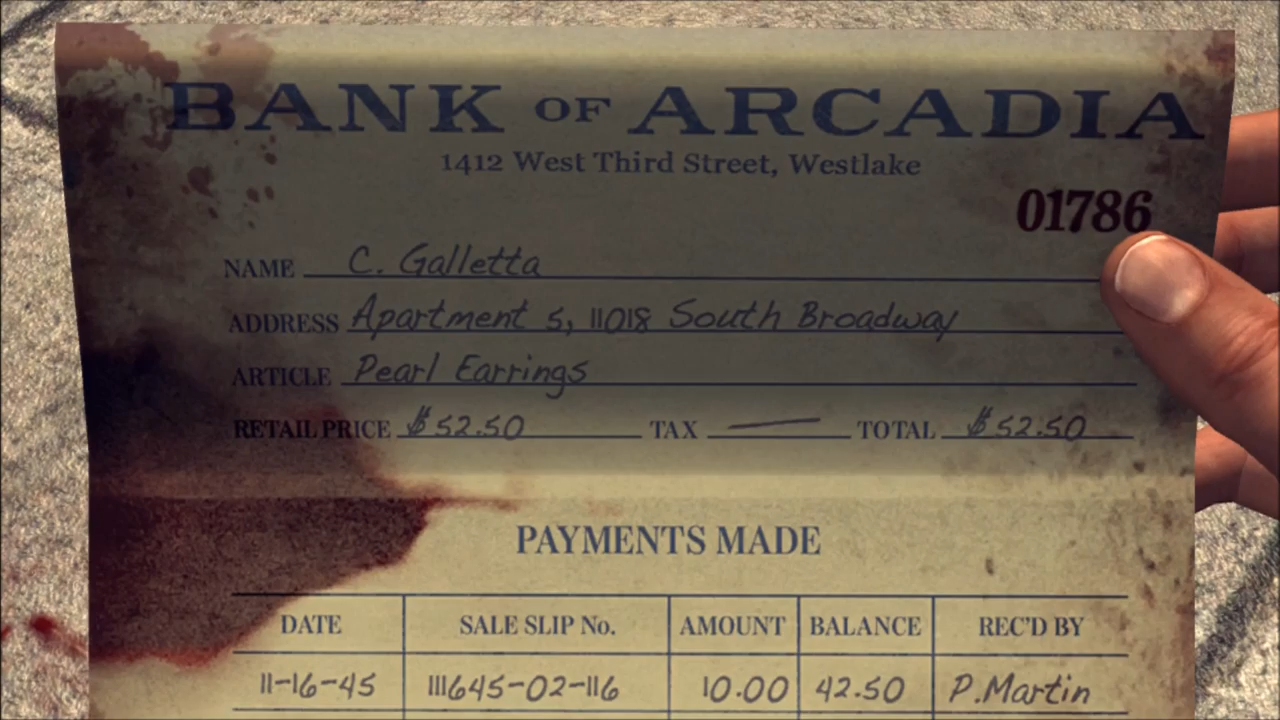 BANK OF ARCADIA
1412 West Third Street, Westlake
01786
NAME C. Galletta
ADDRESS Apartment 5, 11018 South Broadway
ARTICLE Pearl Earrings
RETAIL PRICE $52.50 TAX — TOTAL $52.50
PAYMENTS MADE
DATE SALE SLIP No. AMOUNT BALANCE REC'D BY
11-16-45 111645-02-116 10.00 42.50 P.Martin